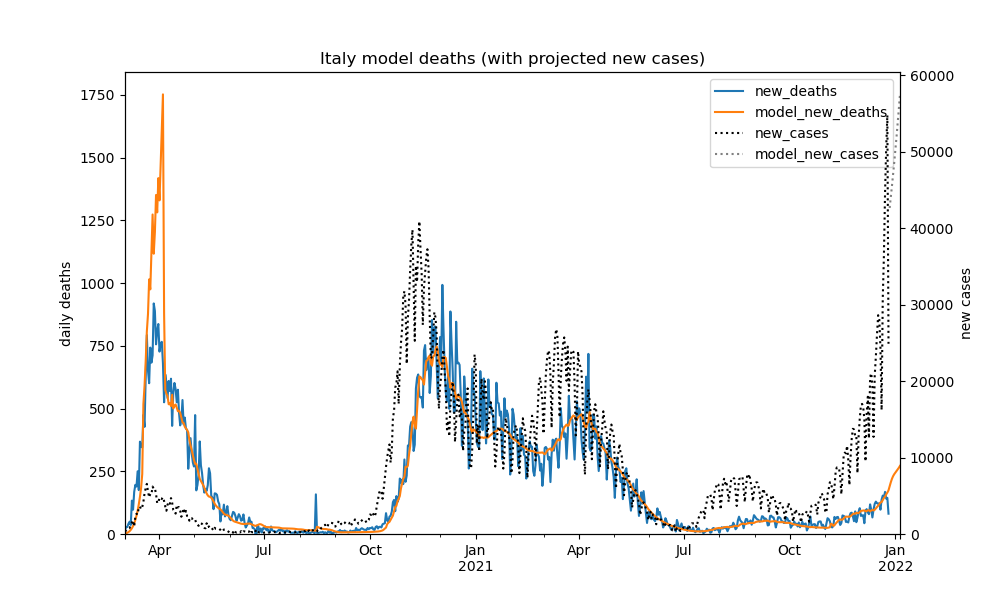 Italy model deaths (with projected new cases)
new_deaths
model_new_deaths
new_cases
model_new_cases
daily deaths
1750
1500
1250
1000
750
500
250
0
60000
50000
40000
30000
20000
10000
0
new cases
Apr Jul Oct Jan Apr Jul Oct Jan
2021 2022